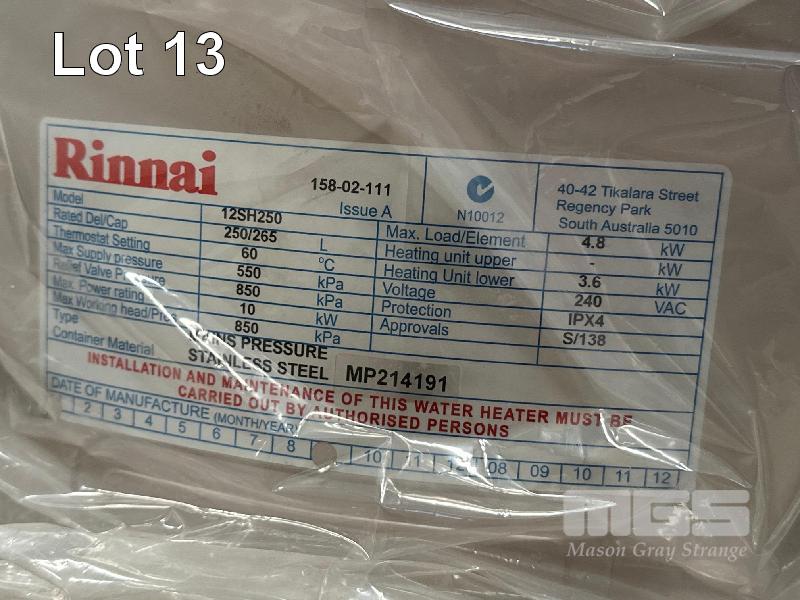 Lot 13
Rinnai
158-02-111
Issue A
N10012
40-42 Tikalara Street
Regency Park
South Australia 5010
Model 12SH250
Rated Del/Cap 250/265 L
Thermostat Setting 60 °C
Max Supply pressure 550 kPa
Relief Valve Pressure 850 kPa
Max. Power rating 10 kW
Max Working head/Press 850 kPa
Type MAINS PRESSURE
Container Material STAINLESS STEEL
Max. Load/Element 4.8 kW
Heating unit upper - kW
Heating Unit lower 3.6 kW
Voltage 240 VAC
Protection IPX4
Approvals S/138
MP214191
INSTALLATION AND MAINTENANCE OF THIS WATER HEATER MUST BE
CARRIED OUT BY AUTHORISED PERSONS
DATE OF MANUFACTURE (MONTH/YEAR)
2 3 4 5 6 7 8 10 11 12 08 09 10 11 12
MGS
Mason Gray Strange